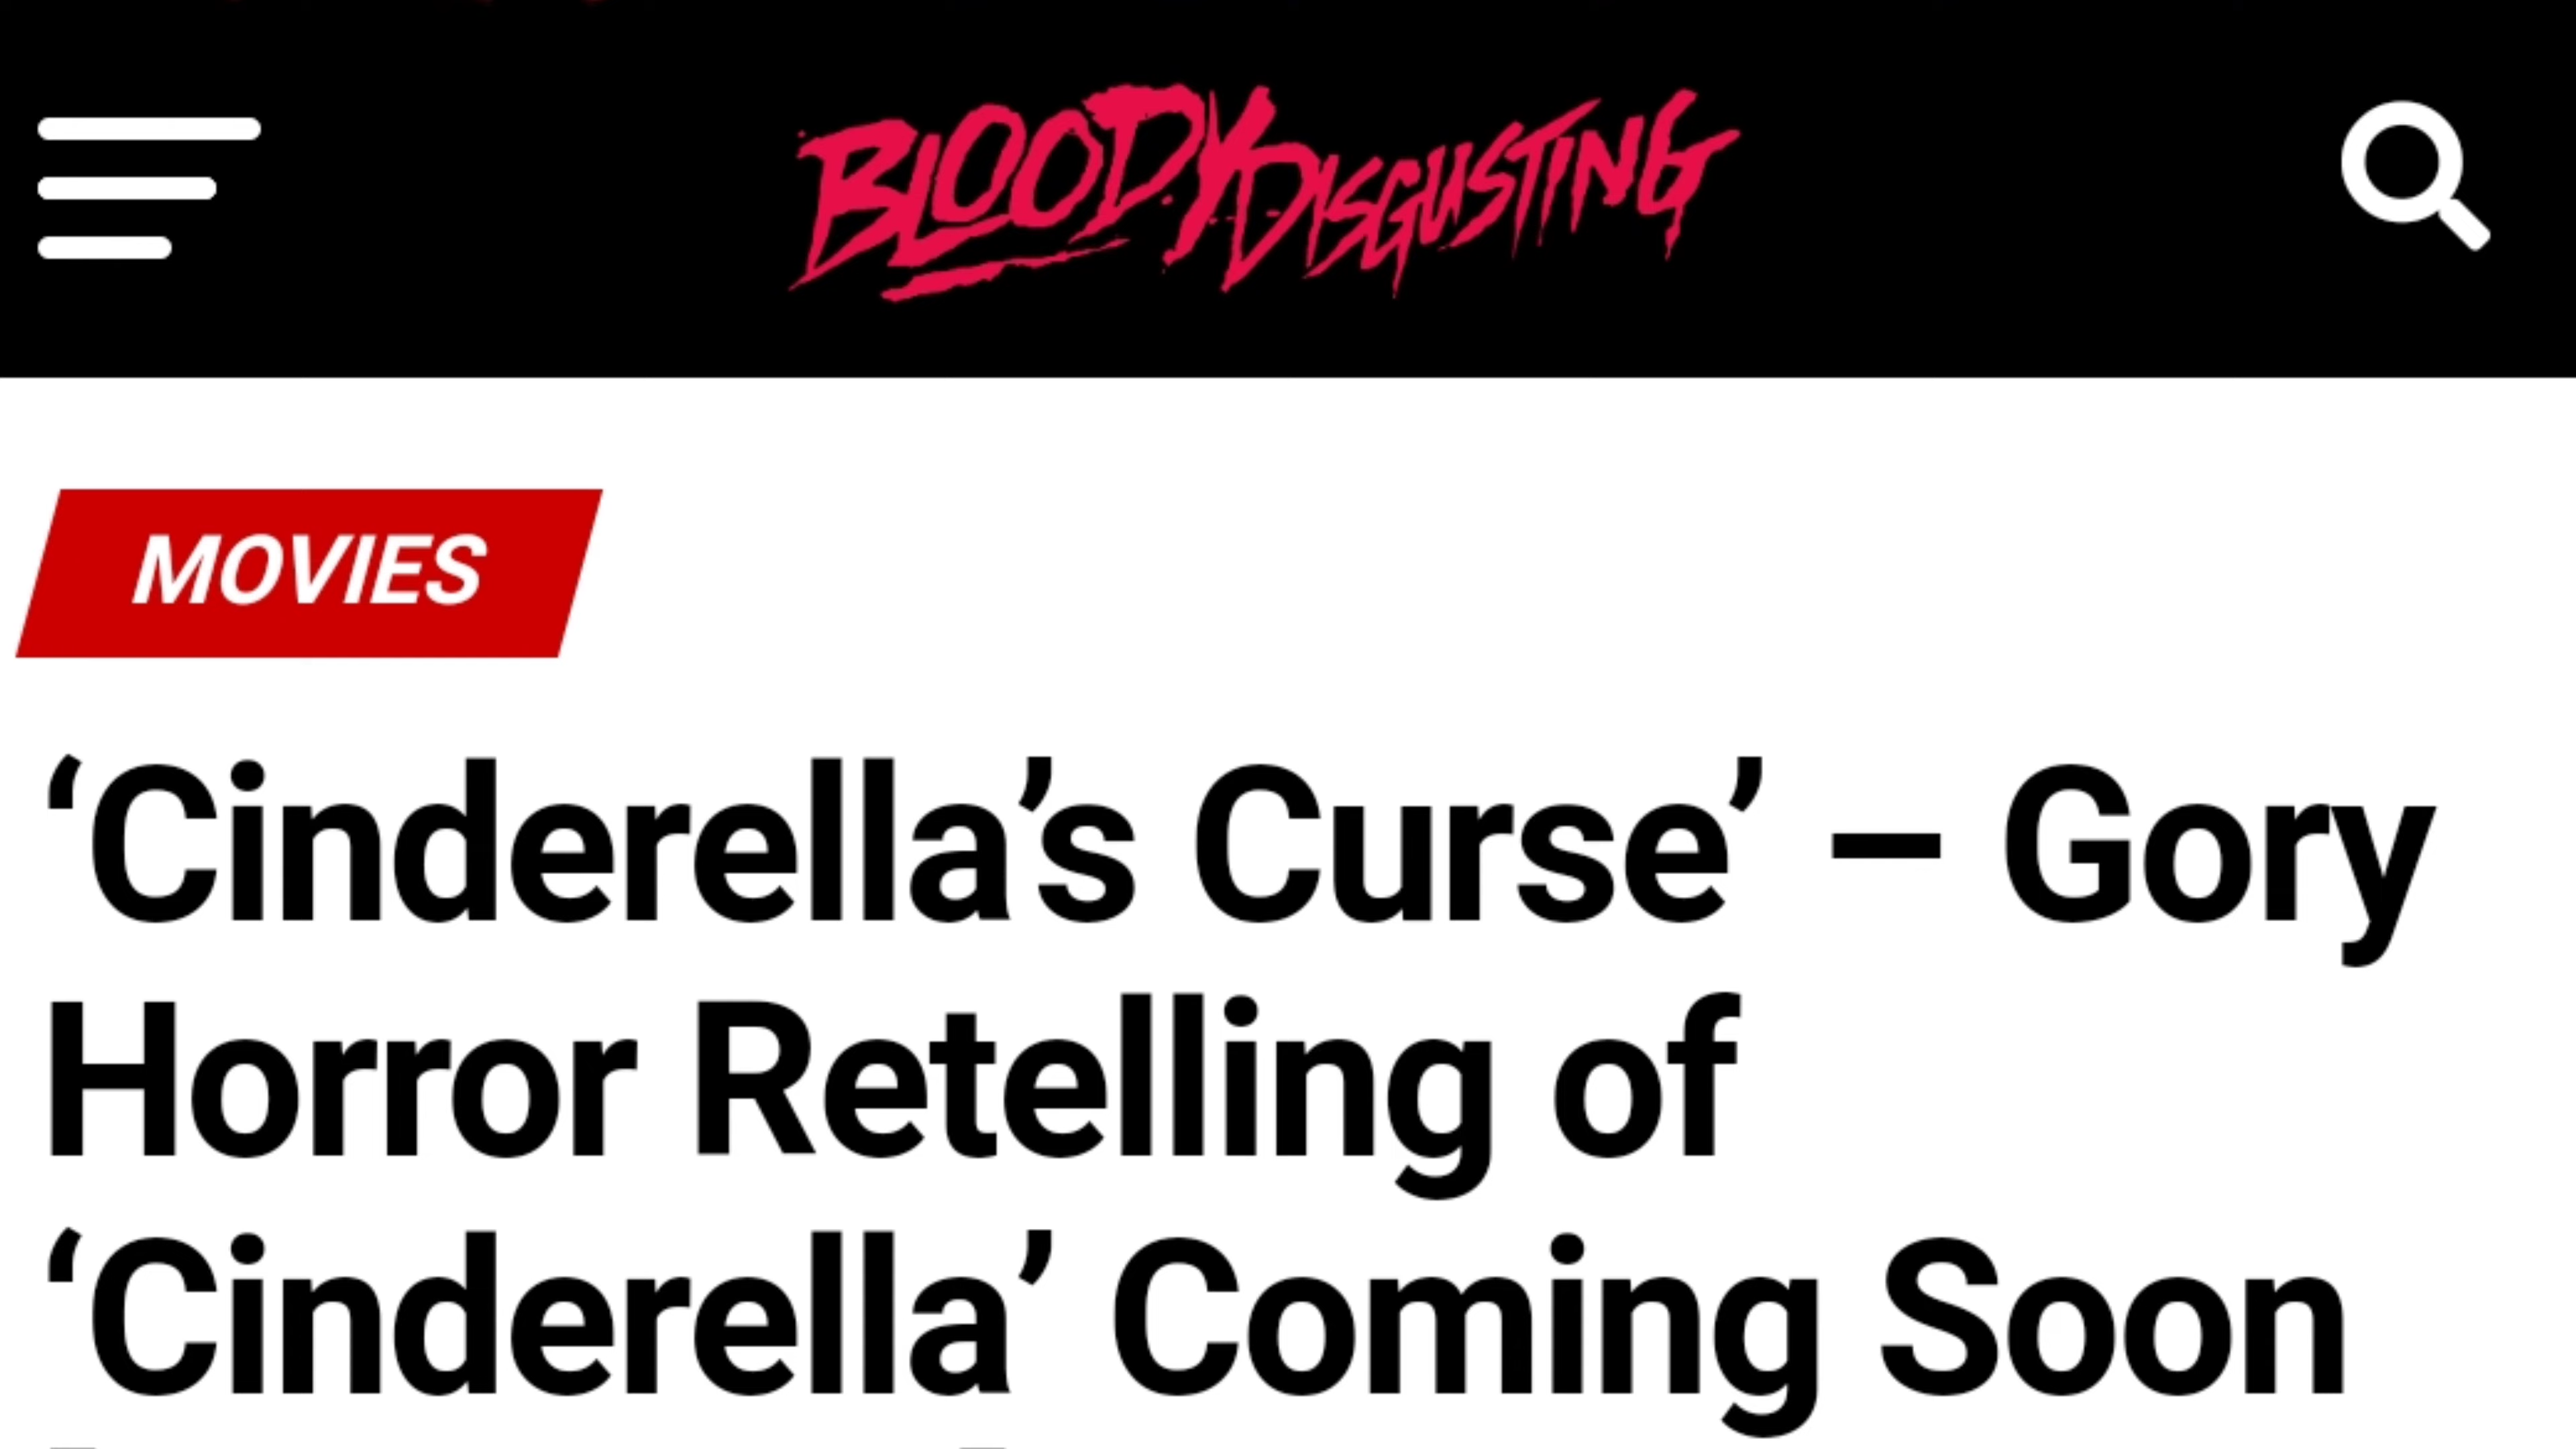 BLOODY DISGUSTING
MOVIES
‘Cinderella’s Curse’ – Gory
Horror Retelling of
‘Cinderella’ Coming Soon